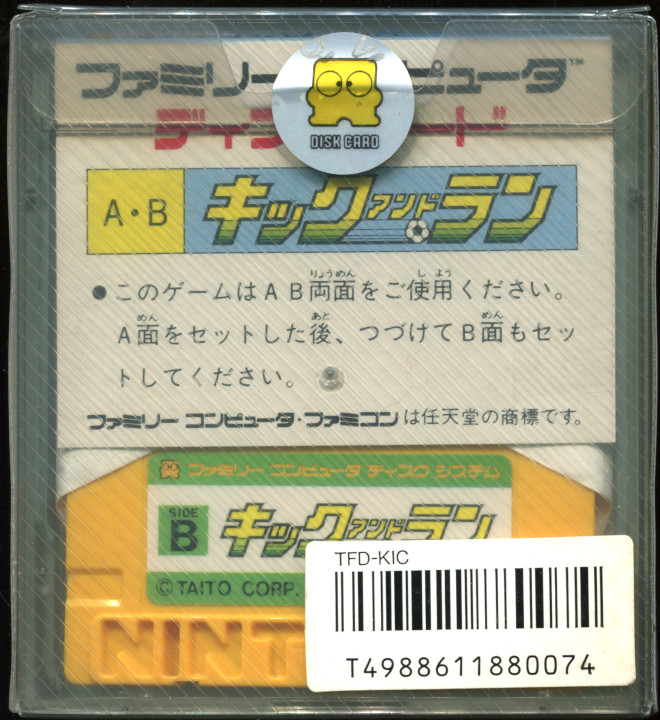 ファミリー コンピュータ™
DISK CARD
A・B
キックアンドラン
●このゲームはＡＢ両面をご使用ください。
Ａ面をセットした後、つづけてＢ面もセッ
トしてください。
ファミリー コンピュータ・ファミコンは任天堂の商標です。
ファミリー コンピュータ ディスク システム
SIDE
B
キックアンドラン
© TAITO CORP.
NINT
TFD-KIC
T4988611880074